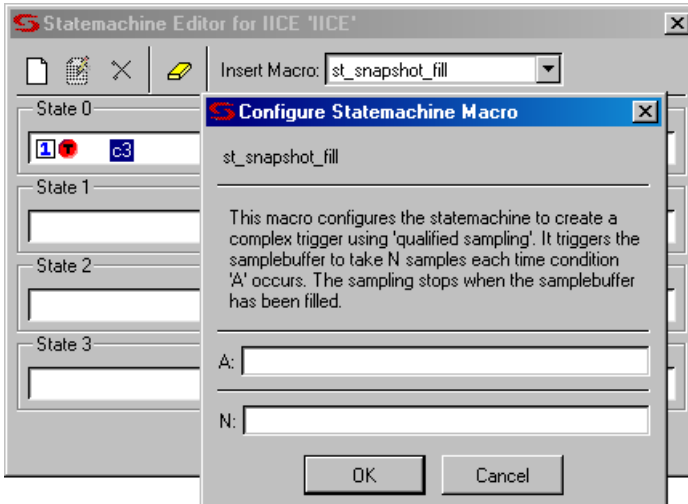 Statemachine Editor for IICE 'IICE'
Insert Macro: st_snapshot_fill
State 0
1 T c3
State 1
State 2
State 3
Configure Statemachine Macro
st_snapshot_fill
This macro configures the statemachine to create a
complex trigger using 'qualified sampling'. It triggers the
samplebuffer to take N samples each time condition
'A' occurs. The sampling stops when the samplebuffer
has been filled.
A:
N:
OK Cancel